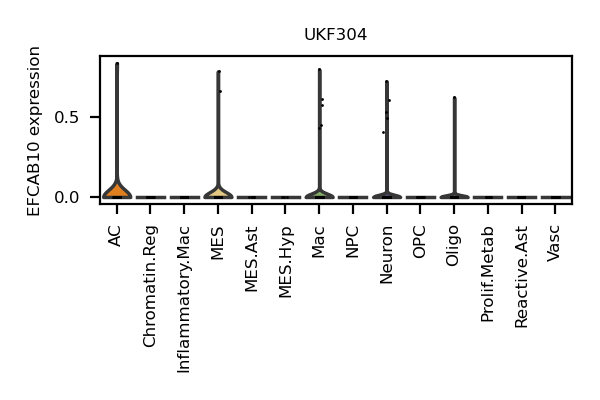 UKF304
EFCAB10 expression
0.5
0.0
AC
Chromatin.Reg
Inflammatory.Mac
MES
MES.Ast
MES.Hyp
Mac
NPC
Neuron
OPC
Oligo
Prolif.Metab
Reactive.Ast
Vasc